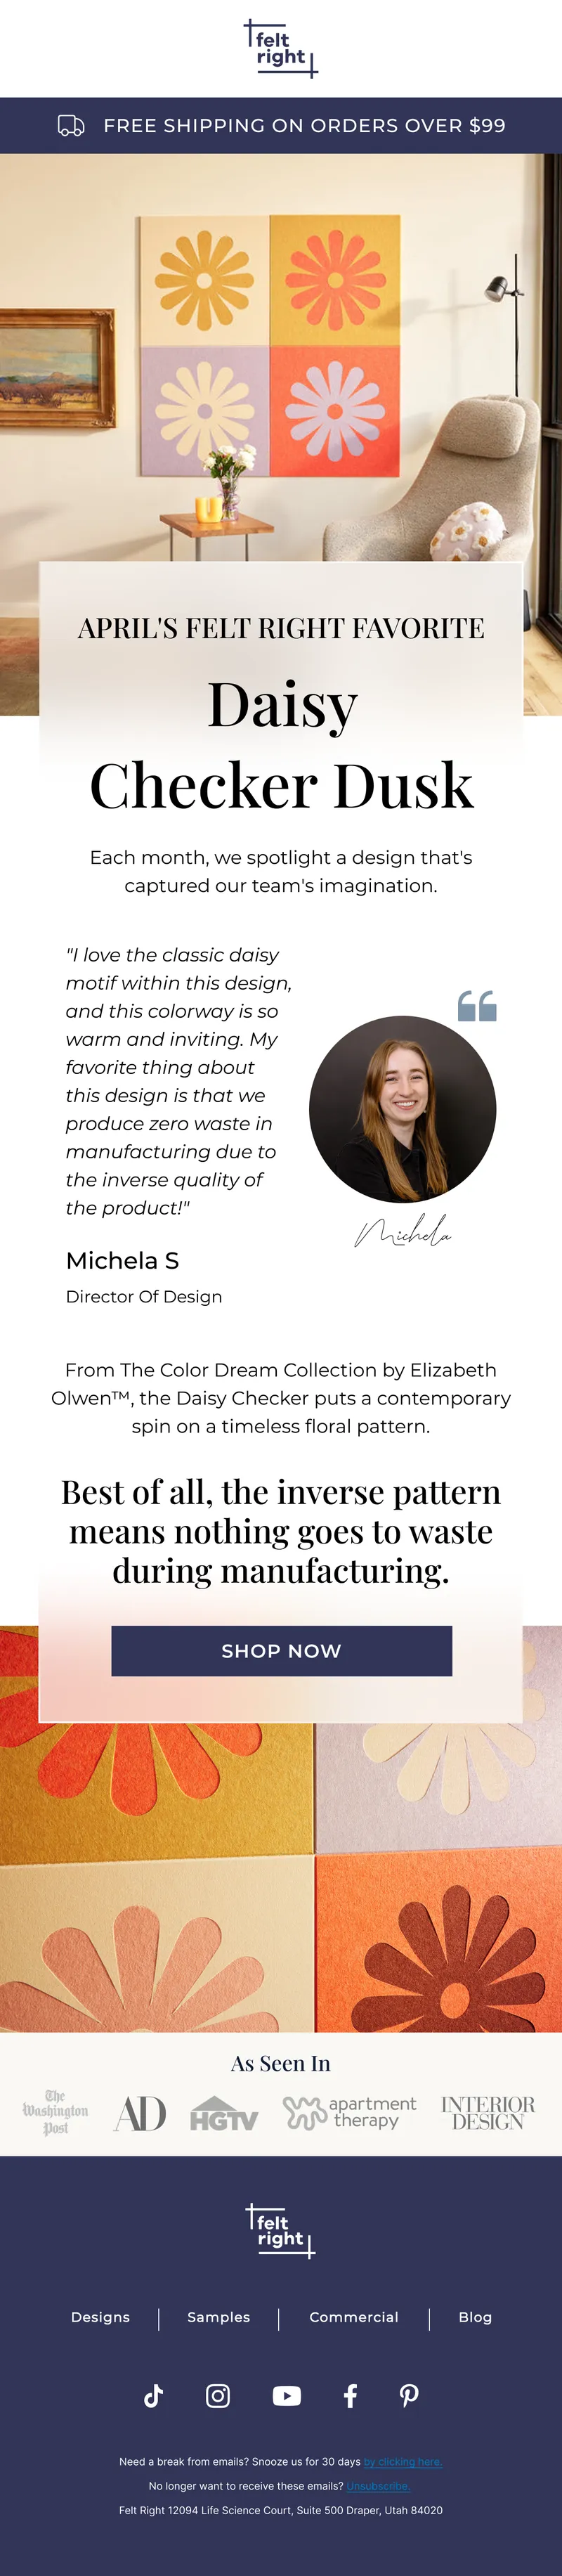 felt
right
FREE SHIPPING ON ORDERS OVER $99
APRIL'S FELT RIGHT FAVORITE
Daisy
Checker Dusk
Each month, we spotlight a design that's
captured our team's imagination.
"I love the classic daisy
motif within this design,
and this colorway is so
warm and inviting. My
favorite thing about
this design is that we
produce zero waste in
manufacturing due to
the inverse quality of
the product!"
Michela
Michela S
Director Of Design
From The Color Dream Collection by Elizabeth
Olwen™, the Daisy Checker puts a contemporary
spin on a timeless floral pattern.
Best of all, the inverse pattern
means nothing goes to waste
during manufacturing.
SHOP NOW
As Seen In
The
Washington
Post
AD
HGTV
apartment
therapy
INTERIOR
DESIGN
felt
right
Designs | Samples | Commercial | Blog
Need a break from emails? Snooze us for 30 days by clicking here.
No longer want to receive these emails? Unsubscribe.
Felt Right 12094 Life Science Court, Suite 500 Draper, Utah 84020